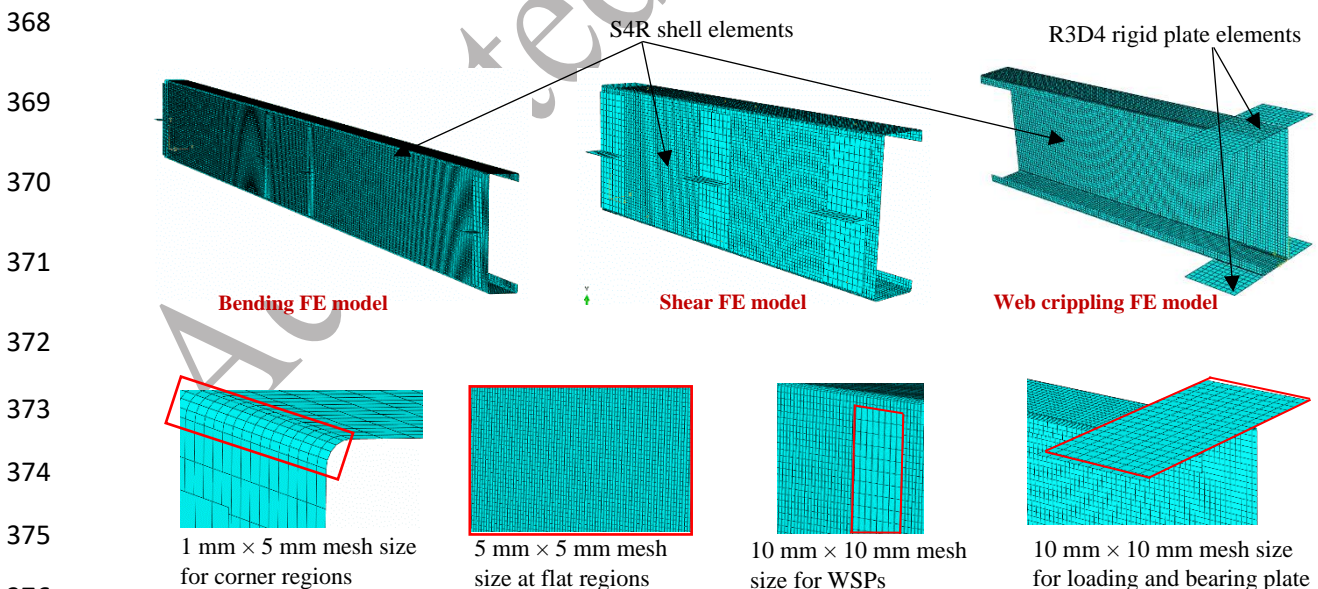 368
S4R shell elements
R3D4 rigid plate elements
369
370
371
Bending FE model
Shear FE model
Web crippling FE model
372
373
374
375
1 mm × 5 mm mesh size
for corner regions
5 mm × 5 mm mesh
size at flat regions
10 mm × 10 mm mesh
size for WSPs
10 mm × 10 mm mesh size
for loading and bearing plate